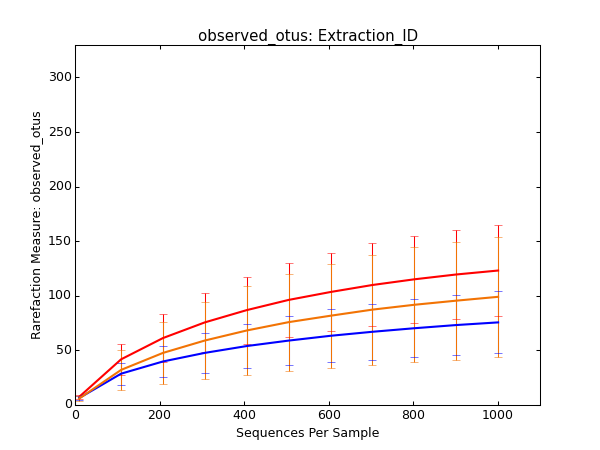 observed_otus: Extraction_ID
Rarefaction Measure: observed_otus
300
250
200
150
100
50
0
0 200 400 600 800 1000
Sequences Per Sample